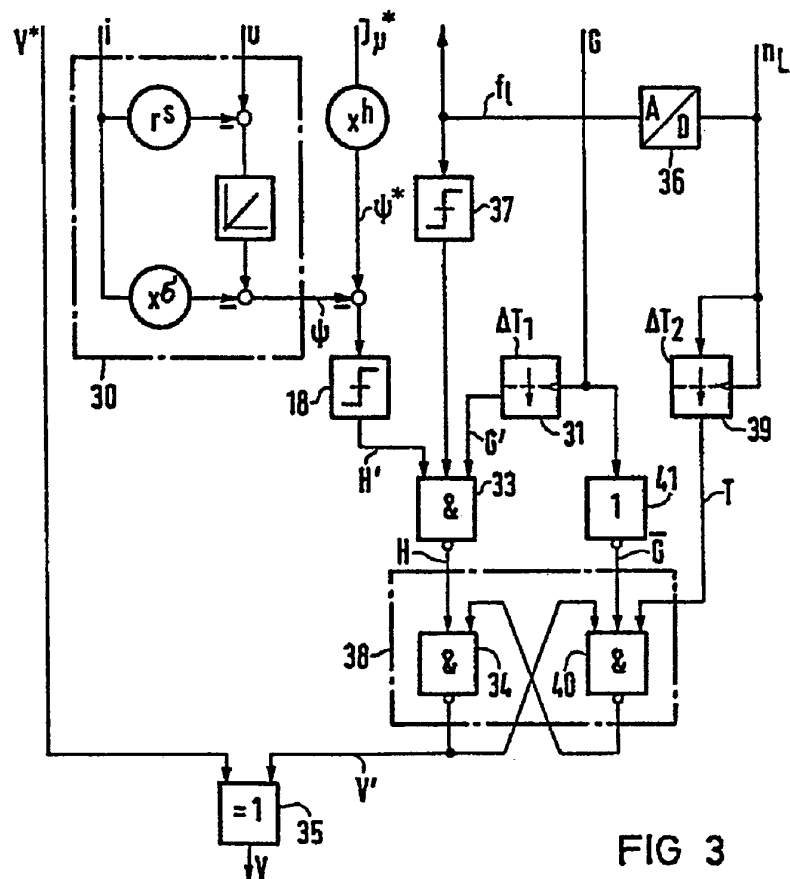 V* i u Jμ* G nL
rS xh fL A D
36
ψ* 37
xσ
ψ ΔT1 ΔT2
30 18 31 39
G'
H' 33 41 T
& 1
H G̅
38 & 34 40 &
V'
=1 35
V
FIG 3